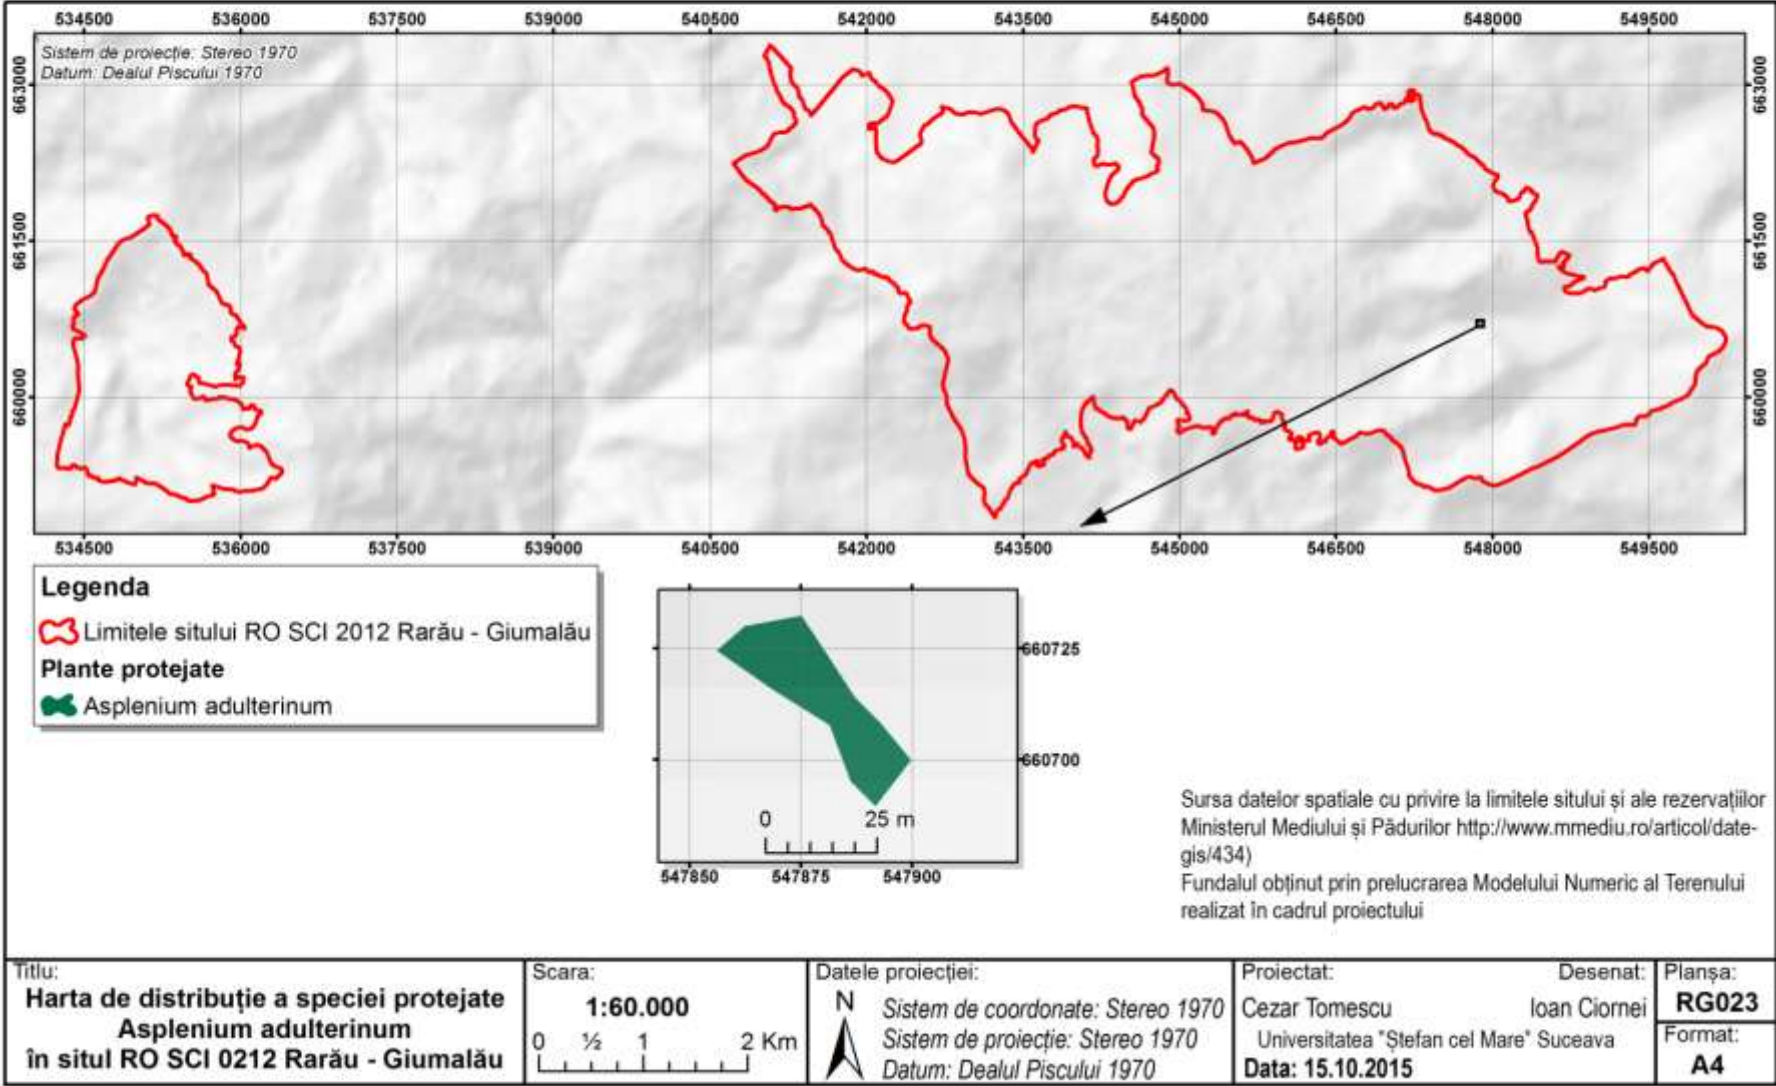 534500 536000 537500 539000 540500 542000 543500 545000 546500 548000 549500
Sistem de proiecție: Stereo 1970
Datum: Dealul Piscului 1970
663000 663000
661500 661500
660000 660000
534500 536000 537500 539000 540500 542000 543500 545000 546500 548000 549500
Legenda
Limitele sitului RO SCI 2012 Rarău - Giumalău
Plante protejate
Asplenium adulterinum
660725
660700
0 25 m
547850 547875 547900
Sursa datelor spatiale cu privire la limitele sitului și ale rezervațiilor
Ministerul Mediului și Pădurilor http://www.mmediu.ro/articol/date-
gis/434)
Fundalul obținut prin prelucrarea Modelului Numeric al Terenului
realizat în cadrul proiectului
Titlu:
Harta de distribuție a speciei protejate
Asplenium adulterinum
în situl RO SCI 0212 Rarău - Giumalău
Scara:
1:60.000
0 ½ 1 2 Km
Datele proiecției:
N
Sistem de coordonate: Stereo 1970
Sistem de proiecție: Stereo 1970
Datum: Dealul Piscului 1970
Proiectat: Desenat:
Cezar Tomescu Ioan Ciornei
Universitatea "Ștefan cel Mare" Suceava
Data: 15.10.2015
Planșa:
RG023
Format:
A4